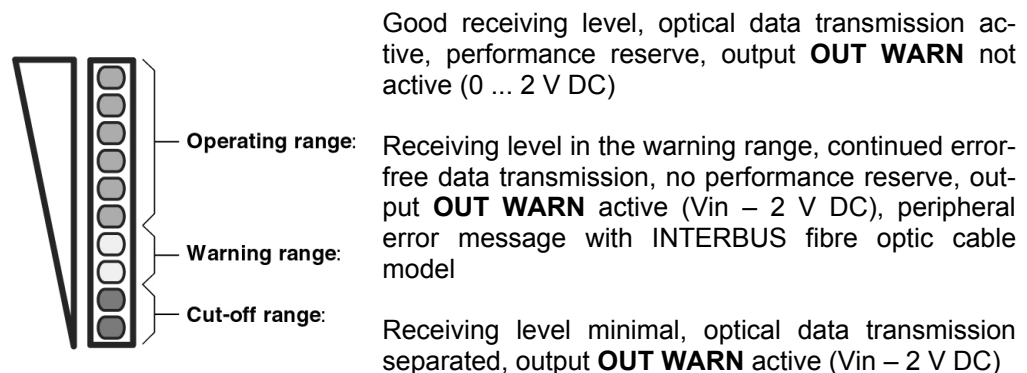 Good receiving level, optical data transmission ac-
tive, performance reserve, output OUT WARN not
active (0 ... 2 V DC)
Operating range:
Receiving level in the warning range, continued error-
free data transmission, no performance reserve, out-
put OUT WARN active (Vin – 2 V DC), peripheral
error message with INTERBUS fibre optic cable
model
Warning range:
Cut-off range:
Receiving level minimal, optical data transmission
separated, output OUT WARN active (Vin – 2 V DC)